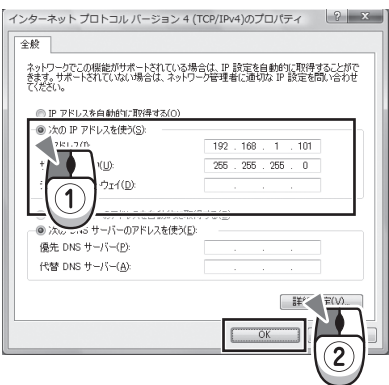 インターネット プロトコル バージョン 4 (TCP/IPv4)のプロパティ
全般
ネットワークでこの機能がサポートされている場合は、IP 設定を自動的に取得することがで
きます。サポートされていない場合は、ネットワーク管理者に適切な IP 設定を問い合わせ
てください。
IP アドレスを自動的に取得する(O)
次の IP アドレスを使う(S):
192 . 168 . 1 . 101
(U): 255 . 255 . 255 . 0
ウェイ(D):
①
次の DNS サーバーのアドレスを使う(E):
優先 DNS サーバー(P):
代替 DNS サーバー(A):
(V)...
OK
②